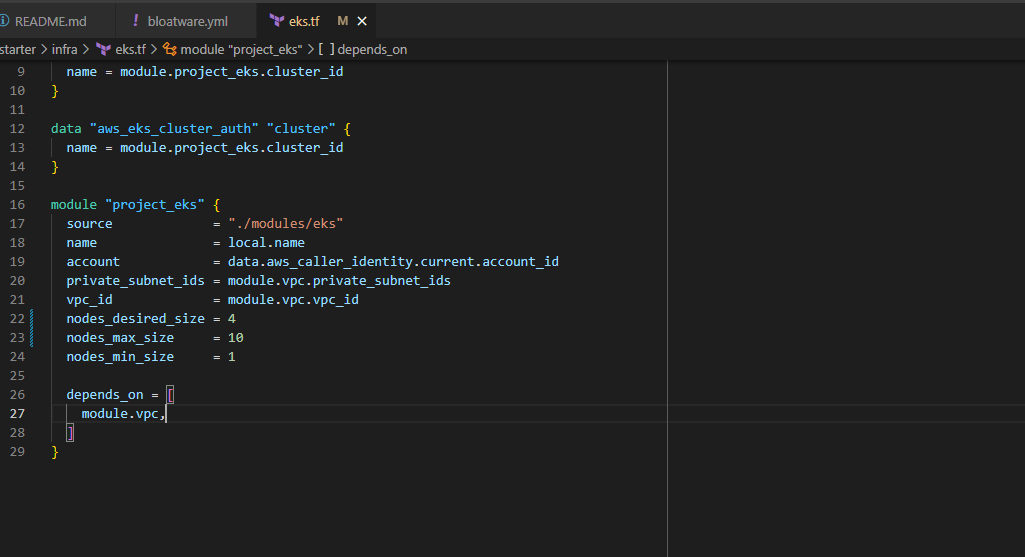 README.md ! bloatware.yml eks.tf M ×
starter > infra > eks.tf > module "project_eks" > [ ] depends_on
9 name = module.project_eks.cluster_id
10 }
11
12 data "aws_eks_cluster_auth" "cluster" {
13 name = module.project_eks.cluster_id
14 }
15
16 module "project_eks" {
17 source = "./modules/eks"
18 name = local.name
19 account = data.aws_caller_identity.current.account_id
20 private_subnet_ids = module.vpc.private_subnet_ids
21 vpc_id = module.vpc.vpc_id
22 nodes_desired_size = 4
23 nodes_max_size = 10
24 nodes_min_size = 1
25
26 depends_on = [
27 module.vpc,
28 ]
29 }